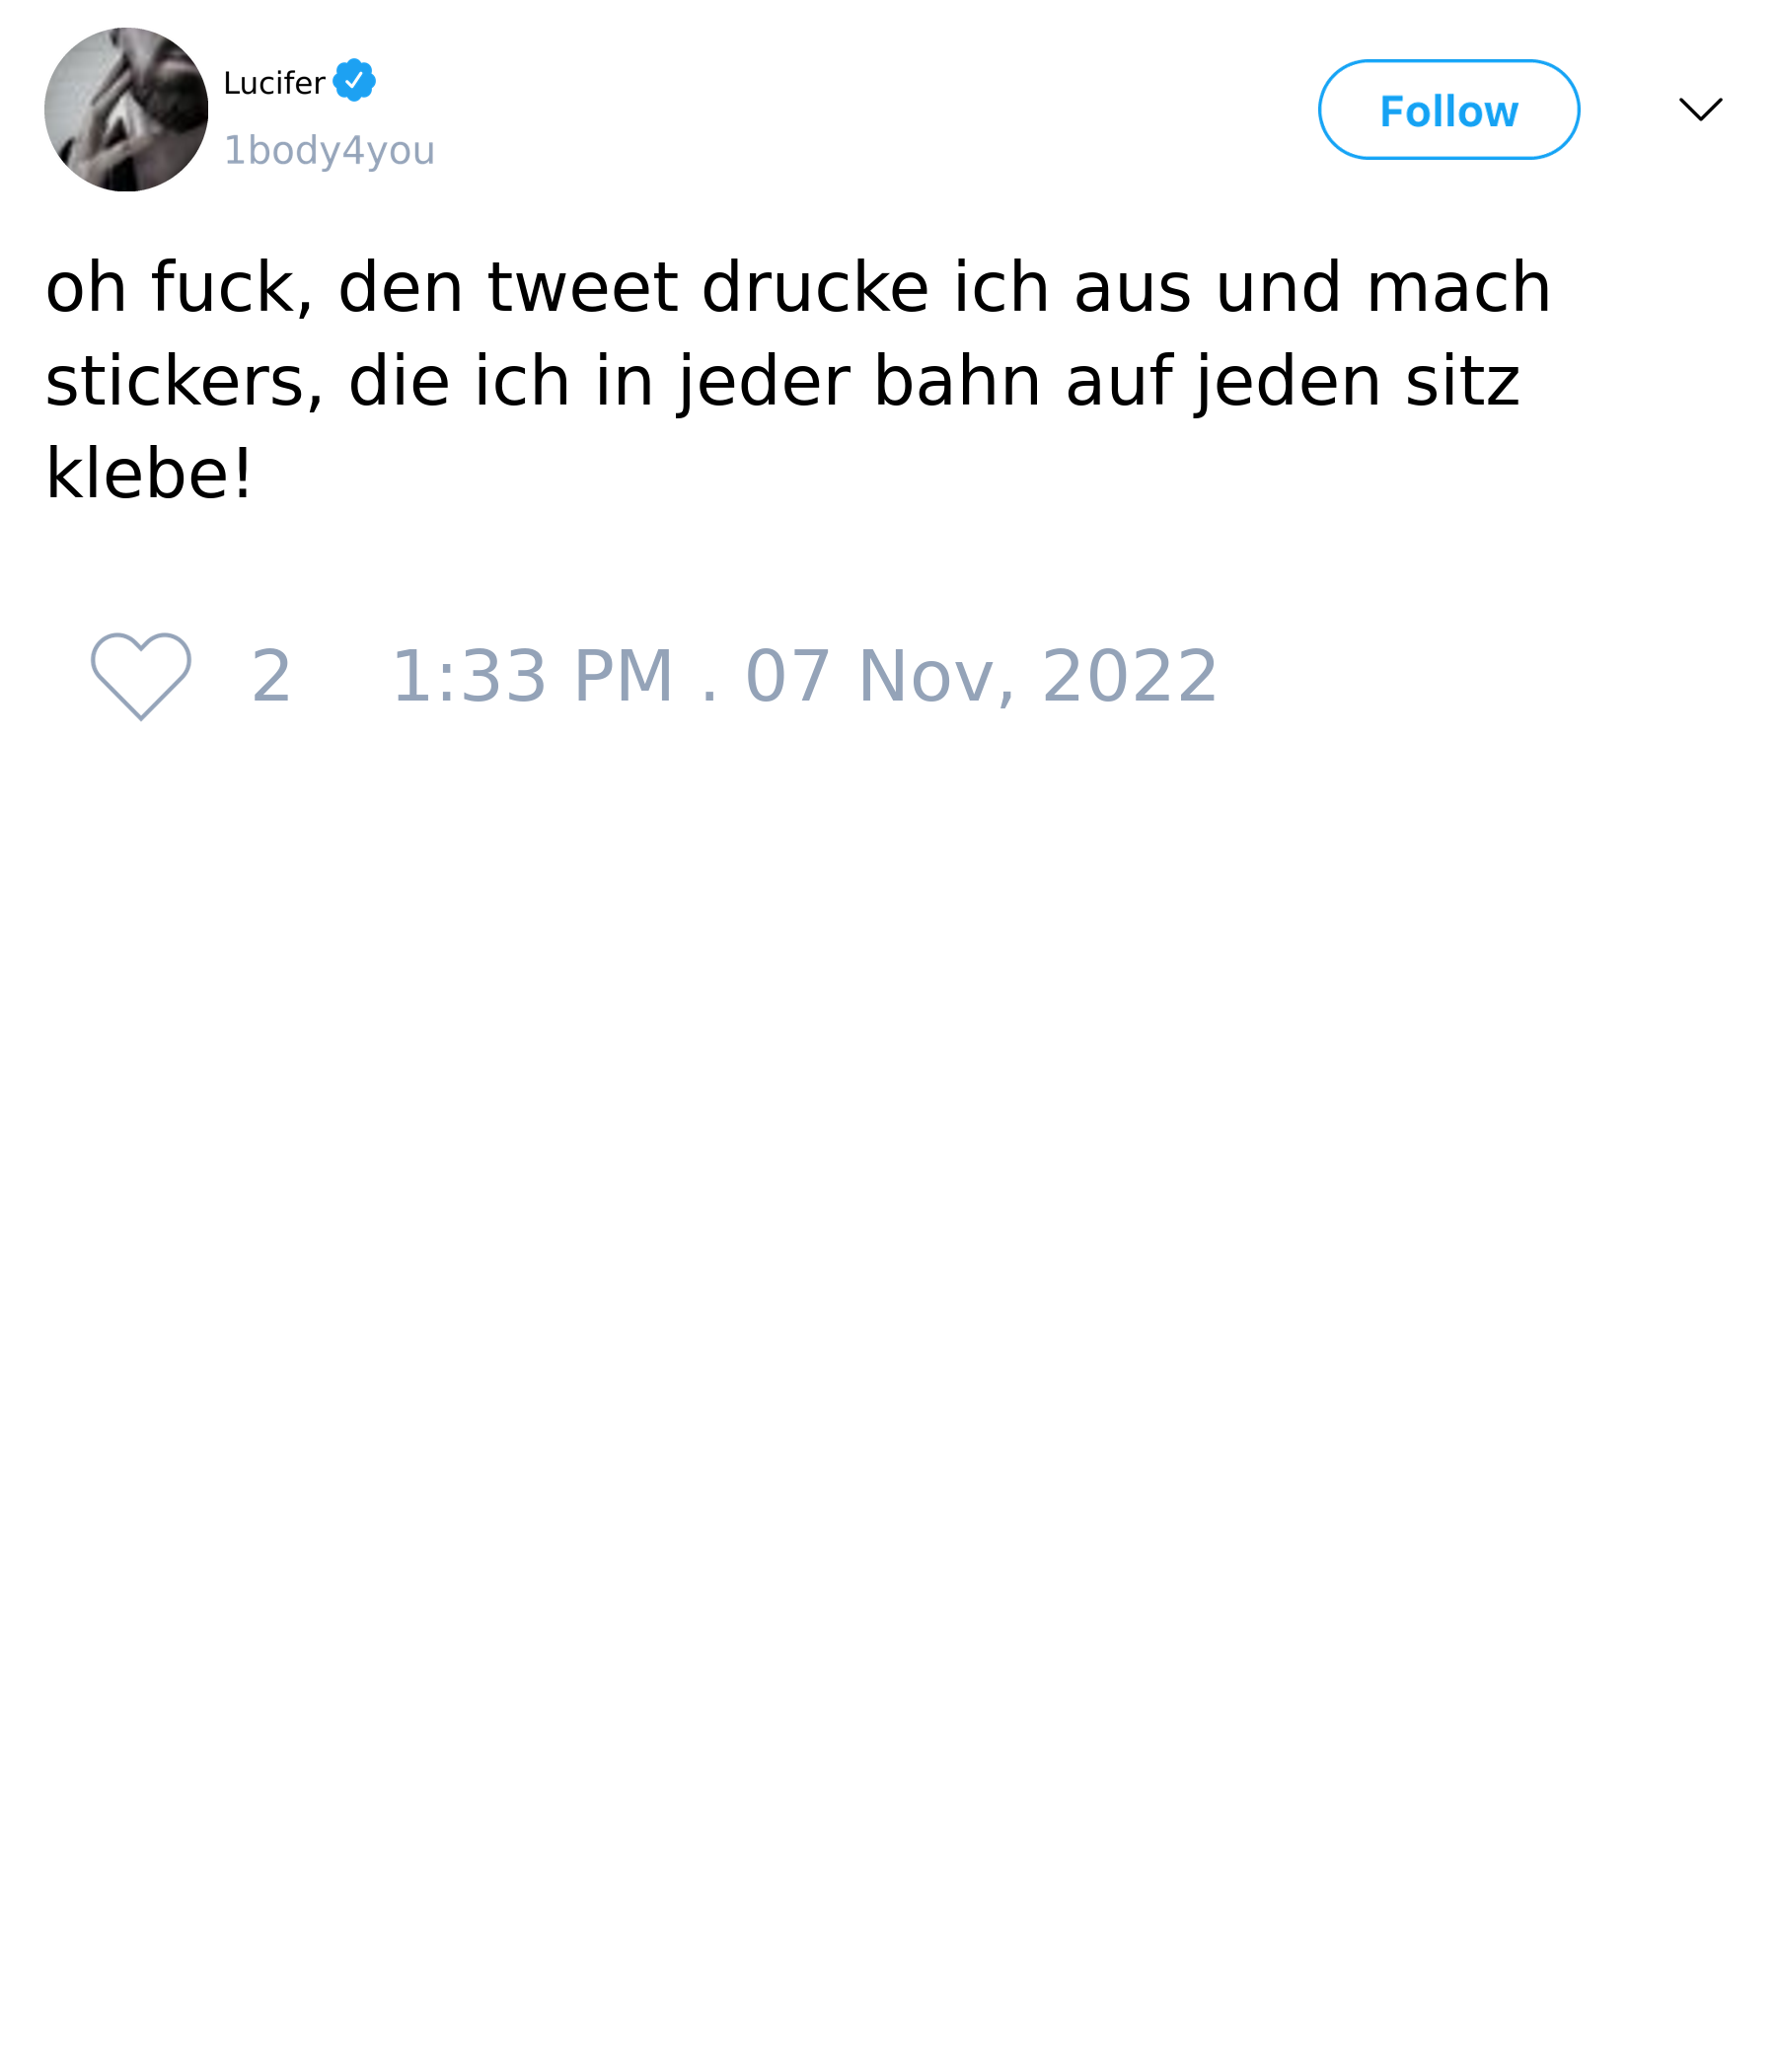 Lucifer
1body4you
Follow
oh fuck, den tweet drucke ich aus und mach
stickers, die ich in jeder bahn auf jeden sitz
klebe!
2 1:33 PM . 07 Nov, 2022